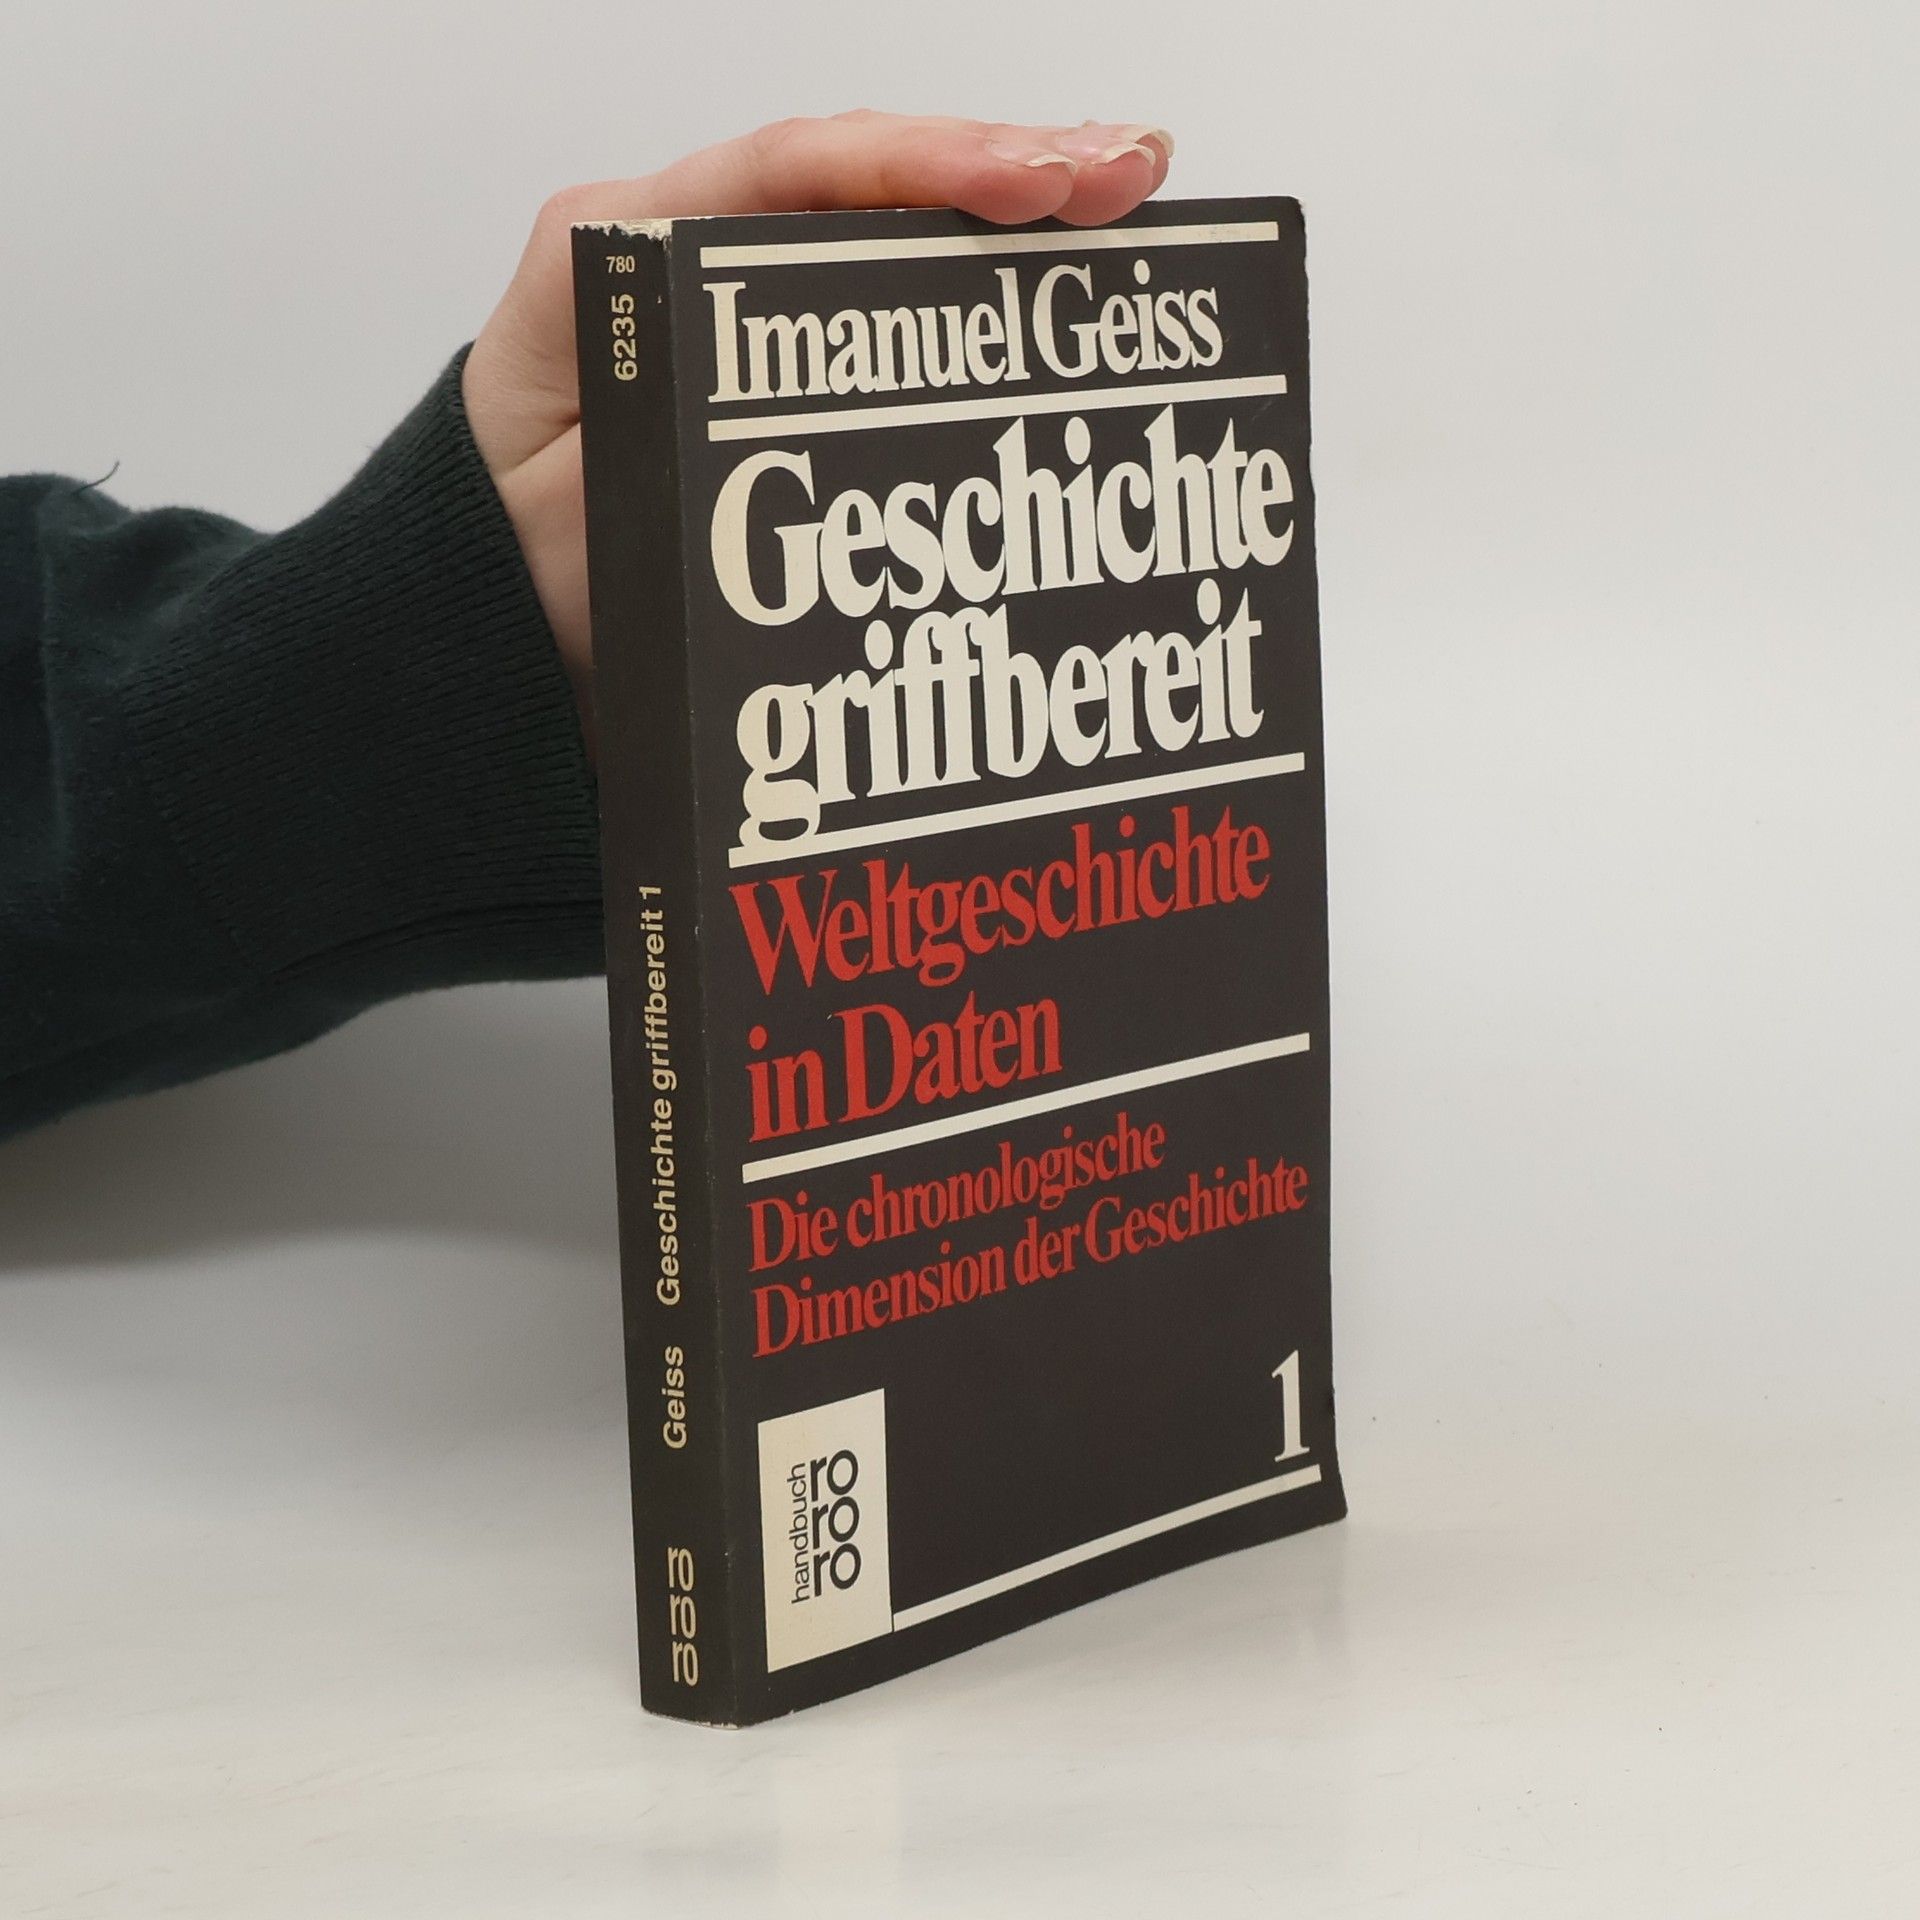 780
6235
Geiss Geschichte griffbereit 1
rororo
Imanuel Geiss
Geschichte
griffbereit
Weltgeschichte
in Daten
Die chronologische
Dimension der Geschichte
1
handbuch
rororo